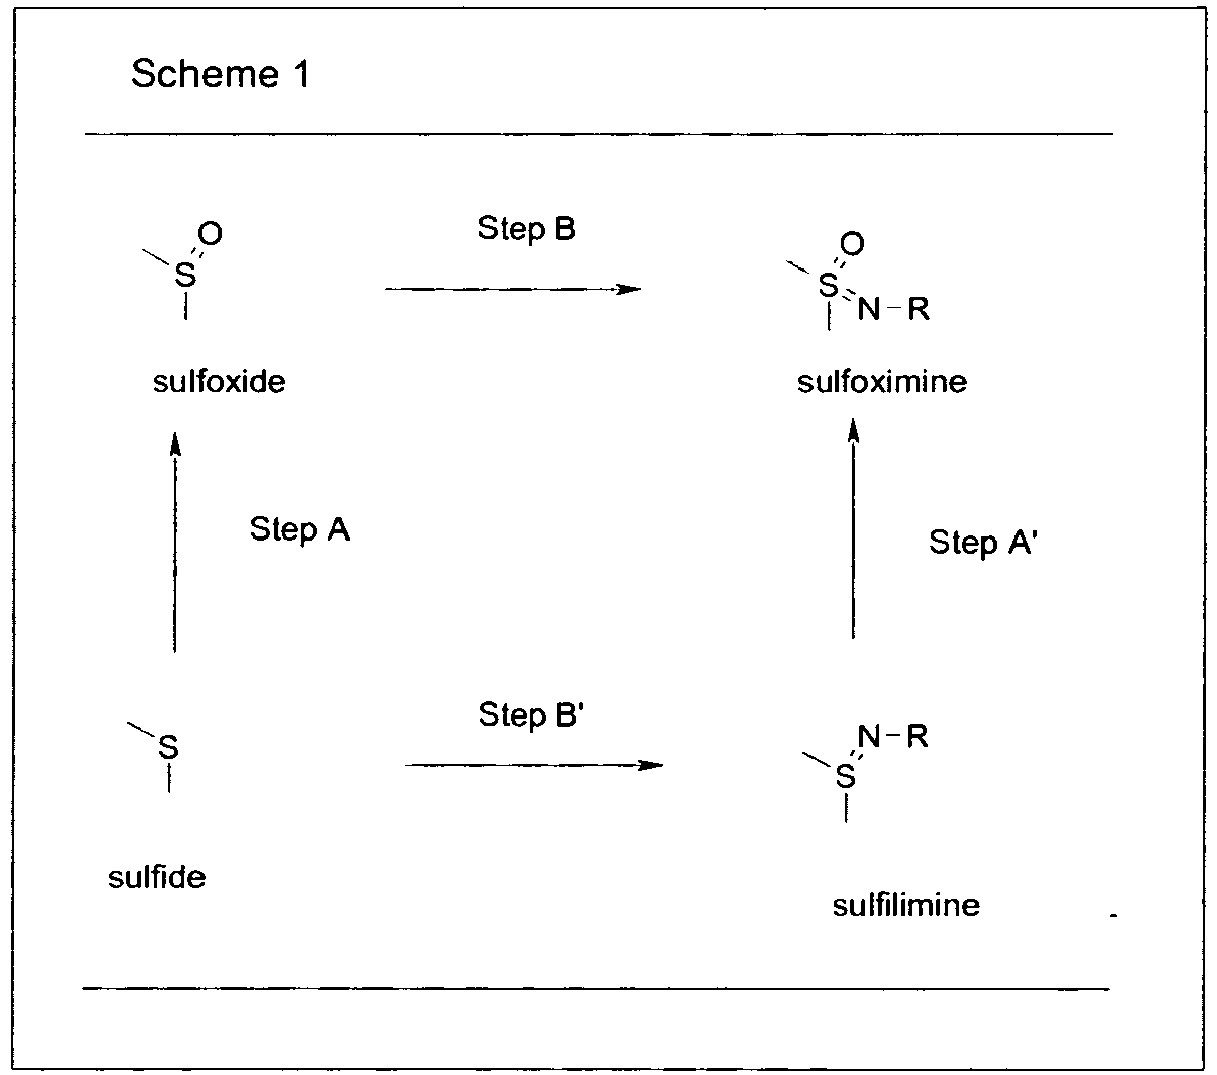 Scheme 1
O
S
Step B
O
S
N-R
sulfoxide
sulfoximine
Step A
Step A'
S
Step B'
N-R
S
sulfide
sulfilimine